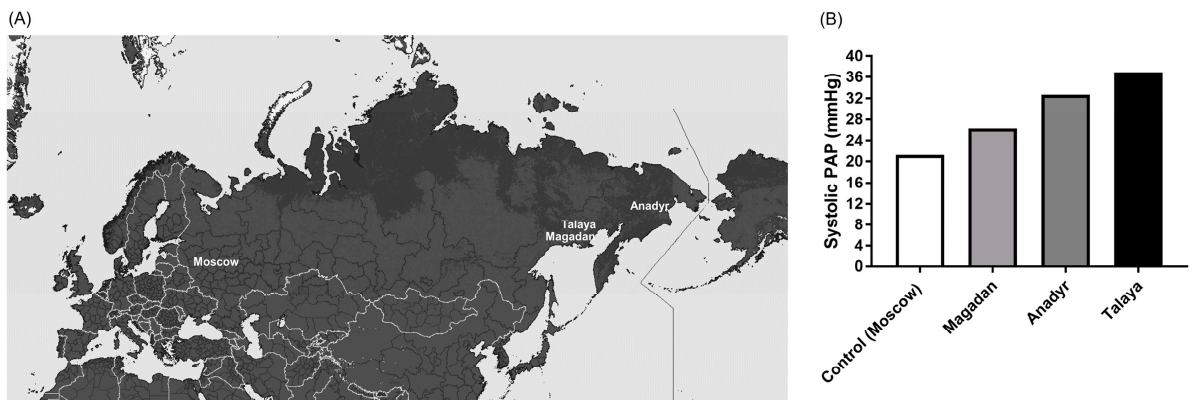 (A)
Moscow
Anadyr
Talaya
Magadan
(B)
Systolic PAP (mmHg)
40
36
32
28
24
20
16
12
8
4
0
Control (Moscow)
Magadan
Anadyr
Talaya